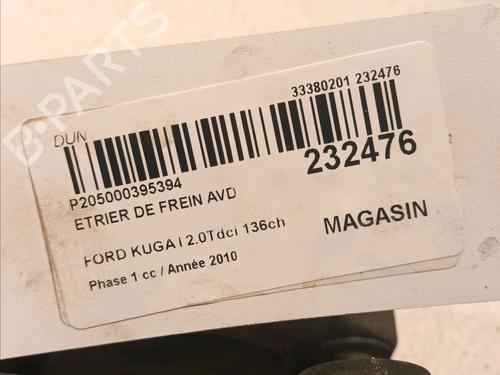 33380201 232476
DUN
P205000395394
232476
ETRIER DE FREIN AVD
FORD KUGA I 2.0Tdci 136ch
MAGASIN
Phase 1 cc / Année 2010
B-PARTS